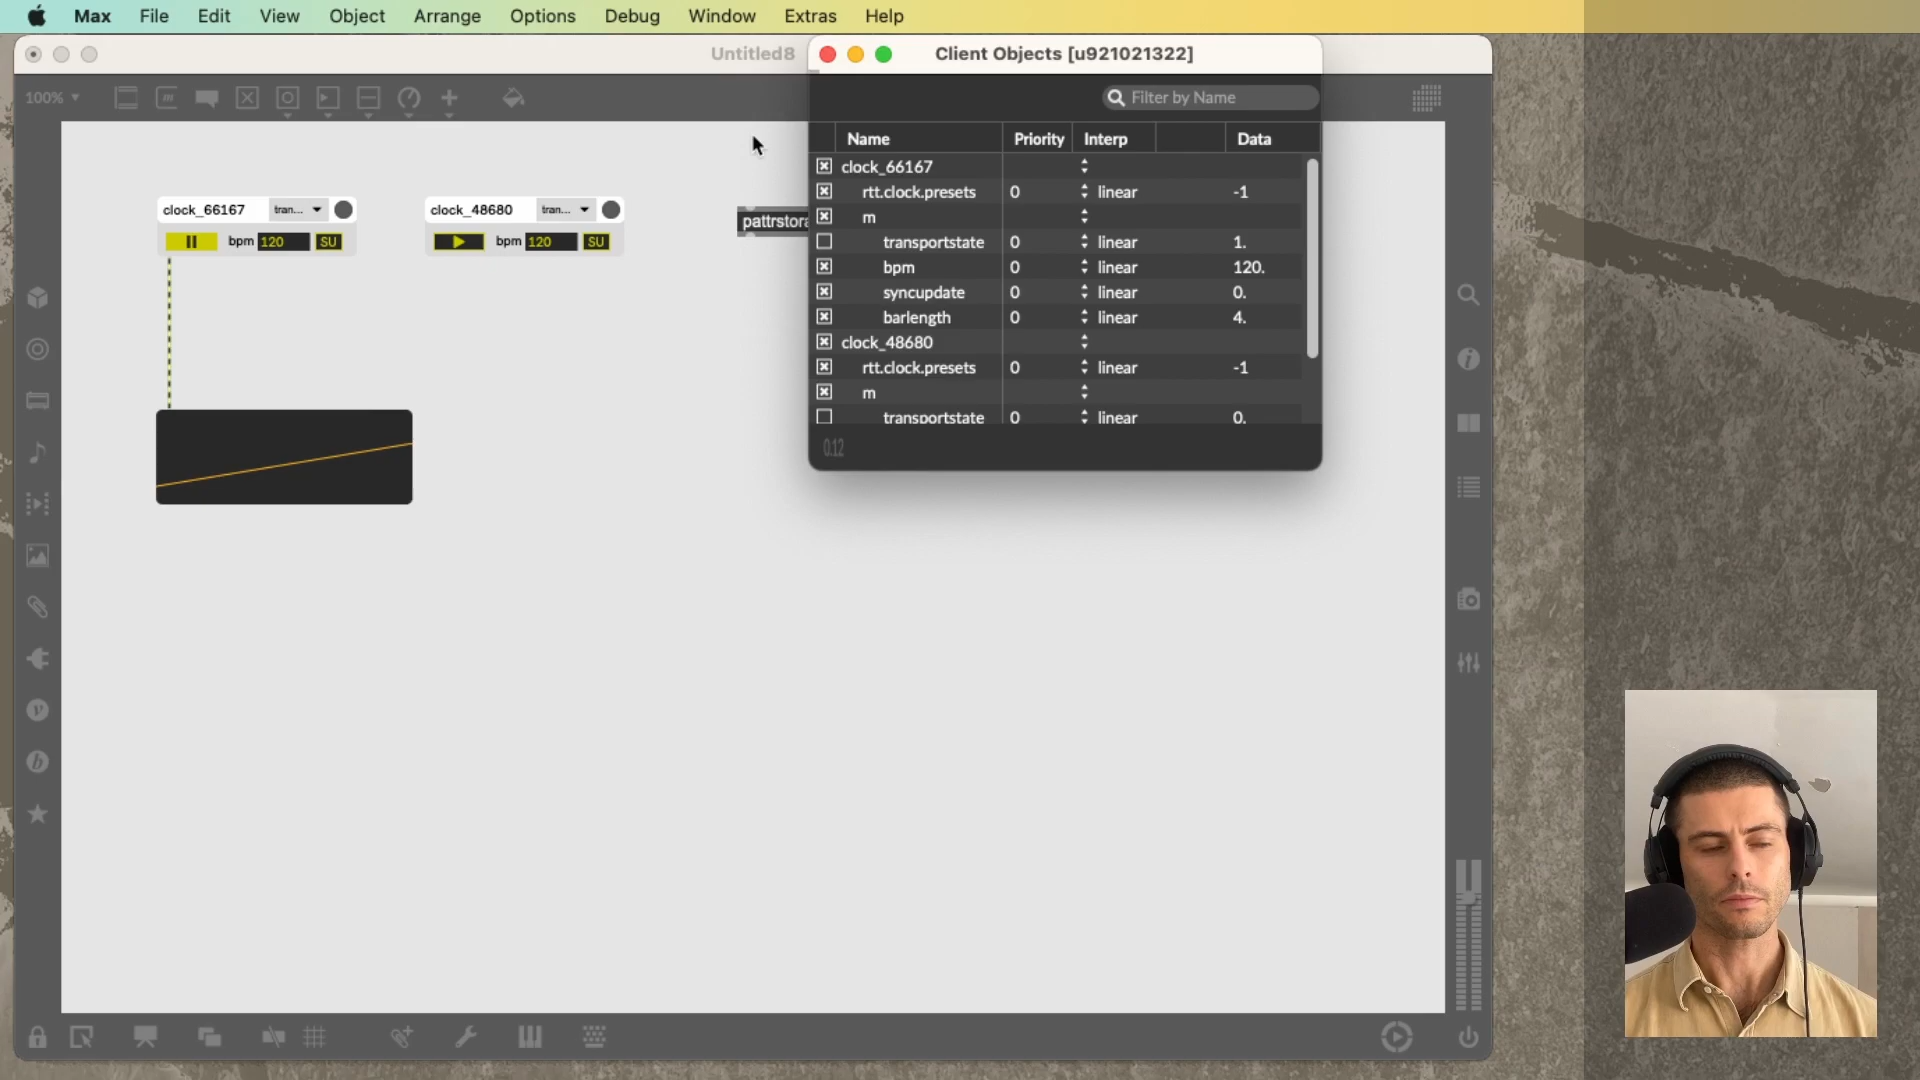 Max File Edit View Object Arrange Options Debug Window Extras Help
Untitled8
Client Objects [u921021322]
100%
Filter by Name
Name Priority Interp Data
clock_66167
rtt.clock.presets 0 linear -1
m
transportstate 0 linear 1.
bpm 0 linear 120.
syncupdate 0 linear 0.
barlength 0 linear 4.
clock_48680
rtt.clock.presets 0 linear -1
m
transportstate 0 linear 0.
0.12
clock_66167 tran...
bpm 120 SU
clock_48680 tran...
bpm 120 SU
pattrstora